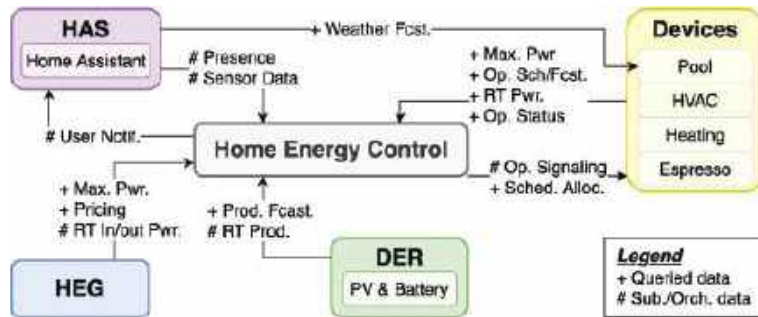 HAS
Home Assistant
+ Weather Fcst.
# Presence
# Sensor Data
+ Max. Pwr
+ Op. Sch/Fcst.
+ RT Pwr.
+ Op. Status
Devices
Pool
HVAC
Heating
Espresso
# User Notif.
Home Energy Control
# Op. Signaling
+ Sched. Alloc.
+ Max. Pwr.
+ Pricing
# RT In/out Pwr.
+ Prod. Fcast.
# RT Prod.
HEG
DER
PV & Battery
Legend
+ Queried data
# Sub./Orch. data